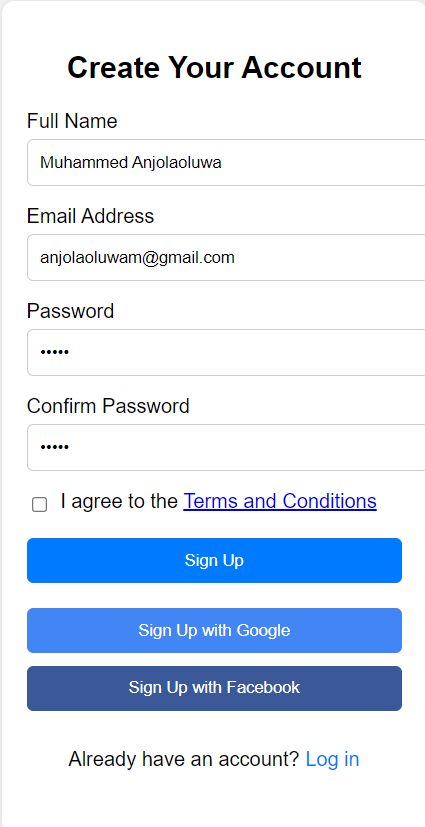 Create Your Account
Full Name
Muhammed Anjolaoluwa
Email Address
anjolaoluwam@gmail.com
Password
•••••
Confirm Password
•••••
I agree to the Terms and Conditions
Sign Up
Sign Up with Google
Sign Up with Facebook
Already have an account? Log in